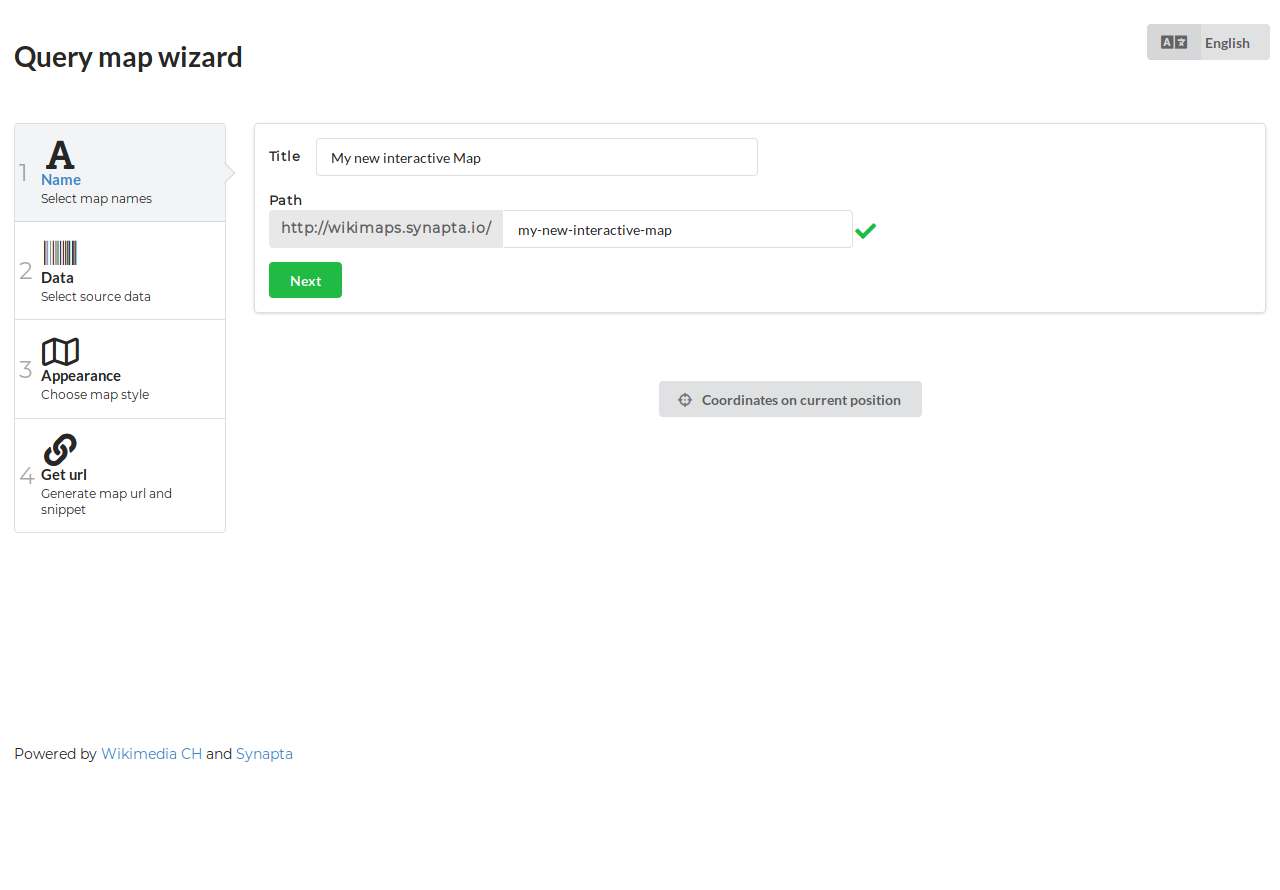 Query map wizard
English
1
Name
Select map names
2
Data
Select source data
3
Appearance
Choose map style
4
Get url
Generate map url and
snippet
Title
My new interactive Map
Path
http://wikimaps.synapta.io/ my-new-interactive-map
Next
Coordinates on current position
Powered by Wikimedia CH and Synapta